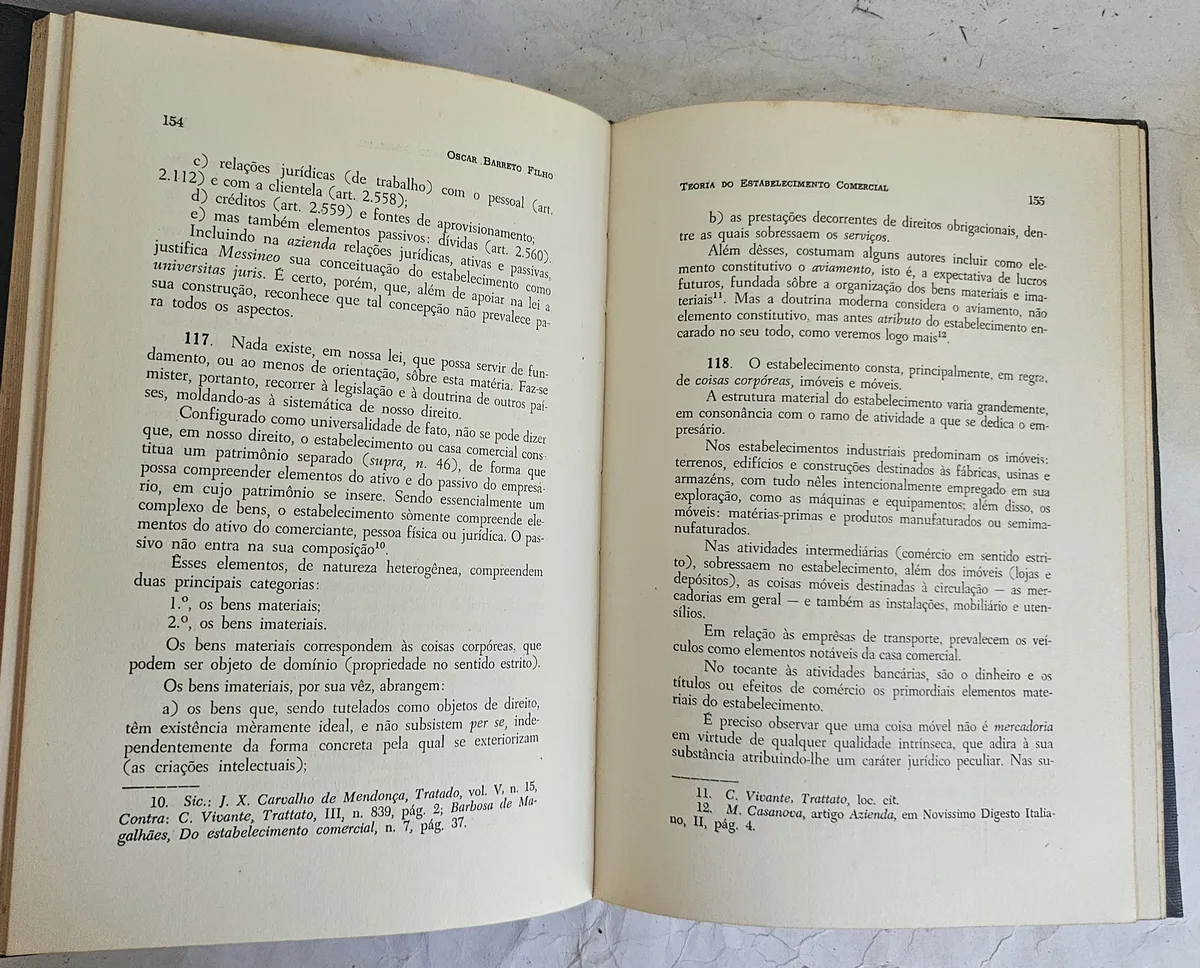 154
OSCAR BARRETO FILHO
c) relações jurídicas (de trabalho) com o pessoal (art.
2.112) e com a clientela (art. 2.558);
d) créditos (art. 2.559) e fontes de aprovisionamento;
e) mas também elementos passivos: dívidas (art. 2.560).
Incluindo na azienda relações jurídicas, ativas e passivas,
justifica Messineo sua conceituação do estabelecimento como
universitas juris. É certo, porém, que, além de apoiar na lei a
sua construção, reconhece que tal concepção não prevalece pa-
ra todos os aspectos.
117. Nada existe, em nossa lei, que possa servir de fun-
damento, ou ao menos de orientação, sôbre esta matéria. Faz-se
mister, portanto, recorrer à legislação e à doutrina de outros paí-
ses, moldando-as à sistemática de nosso direito.
Configurado como universalidade de fato, não se pode dizer
que, em nosso direito, o estabelecimento ou casa comercial cons-
titua um patrimônio separado (supra, n. 46), de forma que
possa compreender elementos do ativo e do passivo do empresá-
rio, em cujo patrimônio se insere. Sendo essencialmente um
complexo de bens, o estabelecimento sòmente compreende ele-
mentos do ativo do comerciante, pessoa física ou jurídica. O pas-
sivo não entra na sua composição10.
Êsses elementos, de natureza heterogênea, compreendem
duas principais categorias:
1.º, os bens materiais;
2.º, os bens imateriais.
Os bens materiais correspondem às coisas corpóreas, que
podem ser objeto de domínio (propriedade no sentido estrito).
Os bens imateriais, por sua vêz, abrangem:
a) os bens que, sendo tutelados como objetos de direito,
têm existência mèramente ideal, e não subsistem per se, inde-
pendentemente da forma concreta pela qual se exteriorizam
(as criações intelectuais);
10. Sic.: J. X. Carvalho de Mendonça, Tratado, vol. V, n. 15,
Contra: C. Vivante, Trattato, III, n. 839, pág. 2; Barbosa de Ma-
galhães, Do estabelecimento comercial, n. 7, pág. 37.
TEORIA DO ESTABELECIMENTO COMERCIAL
155
b) as prestações decorrentes de direitos obrigacionais, den-
tre as quais sobressaem os serviços.
Além dêsses, costumam alguns autores incluir como ele-
mento constitutivo o aviamento, isto é, a expectativa de lucros
futuros, fundada sôbre a organização dos bens materiais e ima-
teriais11. Mas a doutrina moderna considera o aviamento, não
elemento constitutivo, mas antes atributo do estabelecimento en-
carado no seu todo, como veremos logo mais12.
118. O estabelecimento consta, principalmente, em regra,
de coisas corpóreas, imóveis e móveis.
A estrutura material do estabelecimento varia grandemente,
em consonância com o ramo de atividade a que se dedica o em-
presário.
Nos estabelecimentos industriais predominam os imóveis:
terrenos, edifícios e construções destinados às fábricas, usinas e
armazéns, com tudo nêles intencionalmente empregado em sua
exploração, como as máquinas e equipamentos; além disso, os
móveis: matérias-primas e produtos manufaturados ou semima-
nufaturados.
Nas atividades intermediárias (comércio em sentido estri-
to), sobressaem no estabelecimento, além dos imóveis (lojas e
depósitos), as coisas móveis destinadas à circulação — as mer-
cadorias em geral — e também as instalações, mobiliário e uten-
sílios.
Em relação às emprêsas de transporte, prevalecem os veí-
culos como elementos notáveis da casa comercial.
No tocante às atividades bancárias, são o dinheiro e os
títulos ou efeitos de comércio os primordiais elementos mate-
riais do estabelecimento.
É preciso observar que uma coisa móvel não é mercadoria
em virtude de qualquer qualidade intrínseca, que adira à sua
substância atribuindo-lhe um caráter jurídico peculiar. Nas su-
11. C. Vivante, Trattato, loc. cit.
12. M. Casanova, artigo Azienda, em Novissimo Digesto Italia-
no, II, pág. 4.